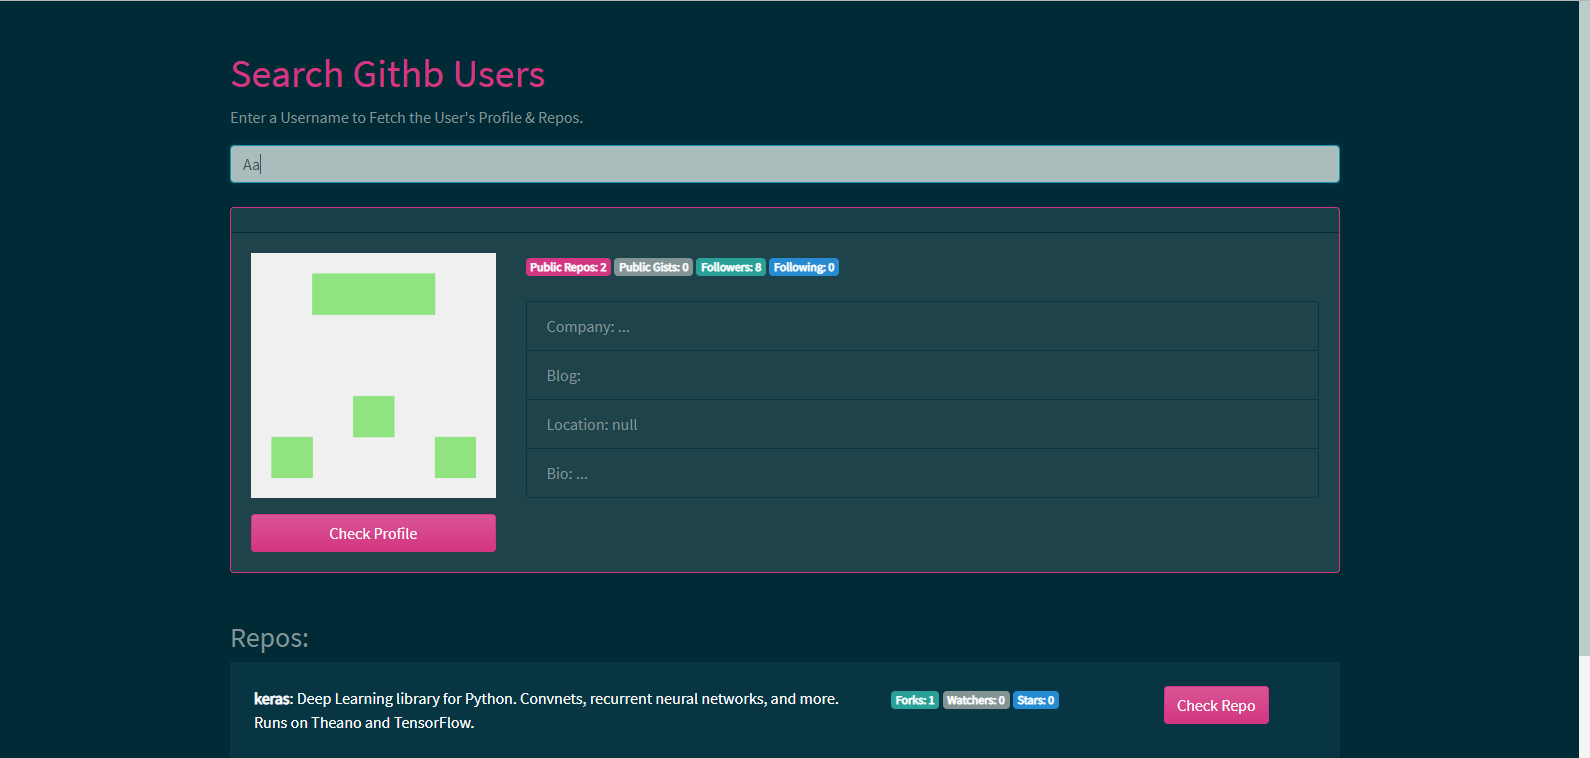 Search Githb Users
Enter a Username to Fetch the User's Profile & Repos.
Aa
Public Repos: 2 Public Gists: 0 Followers: 8 Following: 0
Company: ...
Blog:
Location: null
Bio: ...
Check Profile
Repos:
keras: Deep Learning library for Python. Convnets, recurrent neural networks, and more.
Runs on Theano and TensorFlow.
Forks: 1 Watchers: 0 Stars: 0
Check Repo